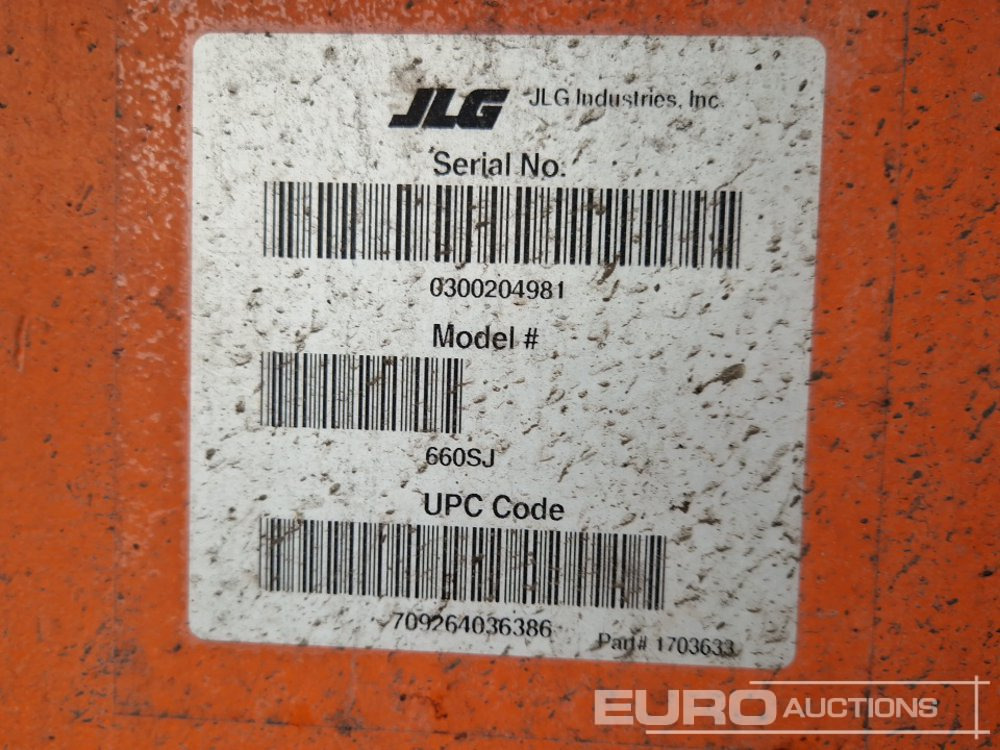 JLG JLG Industries, Inc.
Serial No.
0300204981
Model #
660SJ
UPC Code
709264036386
Part# 1703633
EURO AUCTIONS